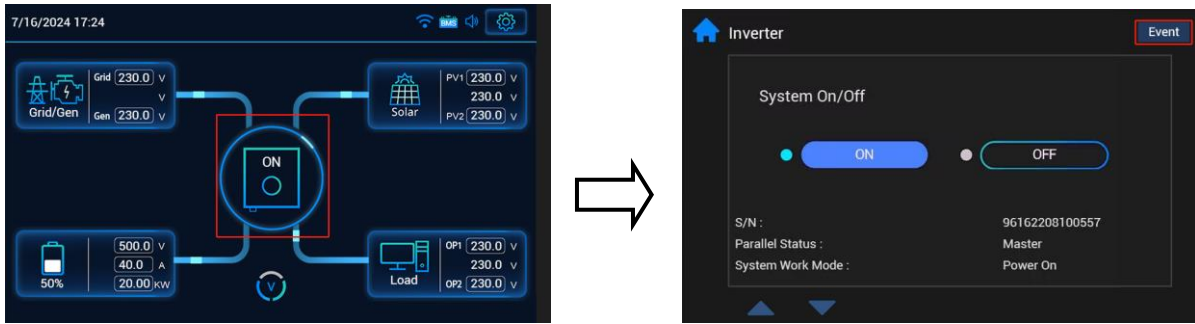 7/16/2024 17:24
BMS
Grid 230.0 V
V
Gen 230.0 V
Grid/Gen
PV1 230.0 V
230.0 V
PV2 230.0 V
Solar
ON
500.0 V
40.0 A
20.00 KW
50%
V
OP1 230.0 V
230.0 V
OP2 230.0 V
Load
Inverter
Event
System On/Off
ON
OFF
S/N : 96162208100557
Parallel Status : Master
System Work Mode : Power On